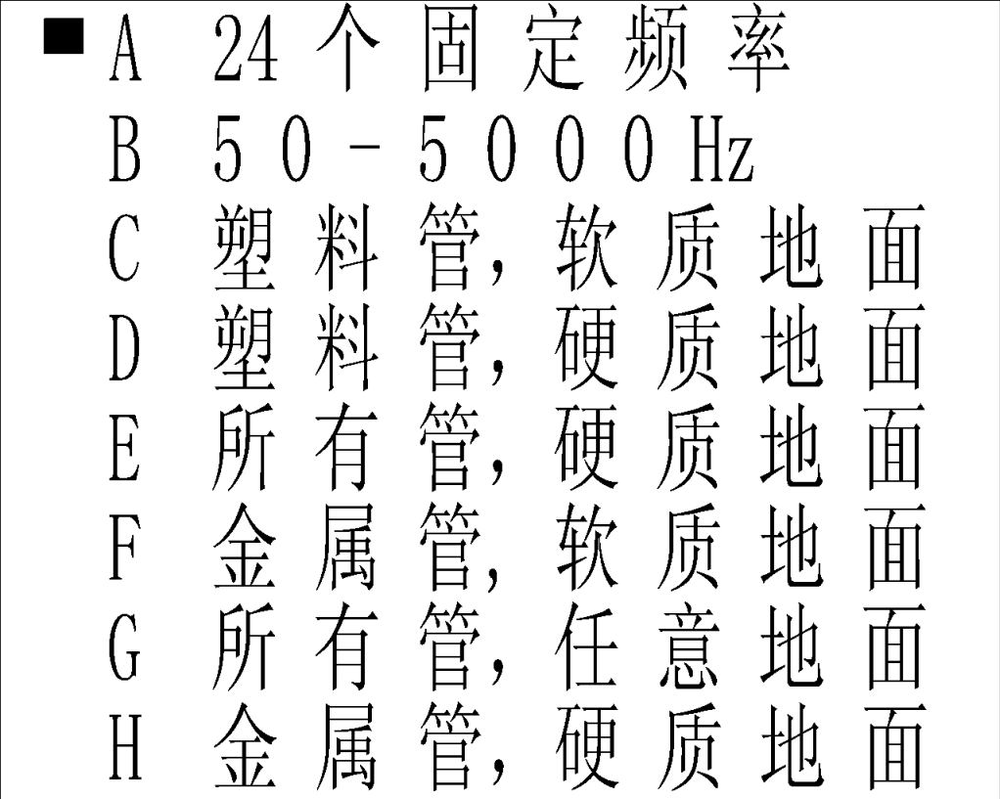 ■ A 24个固定频率
B 50-5000Hz
C 塑料管,软质地面
D 塑料管,硬质地面
E 所有管,硬质地面
F 金属管,软质地面
G 所有管,任意地面
H 金属管,硬质地面